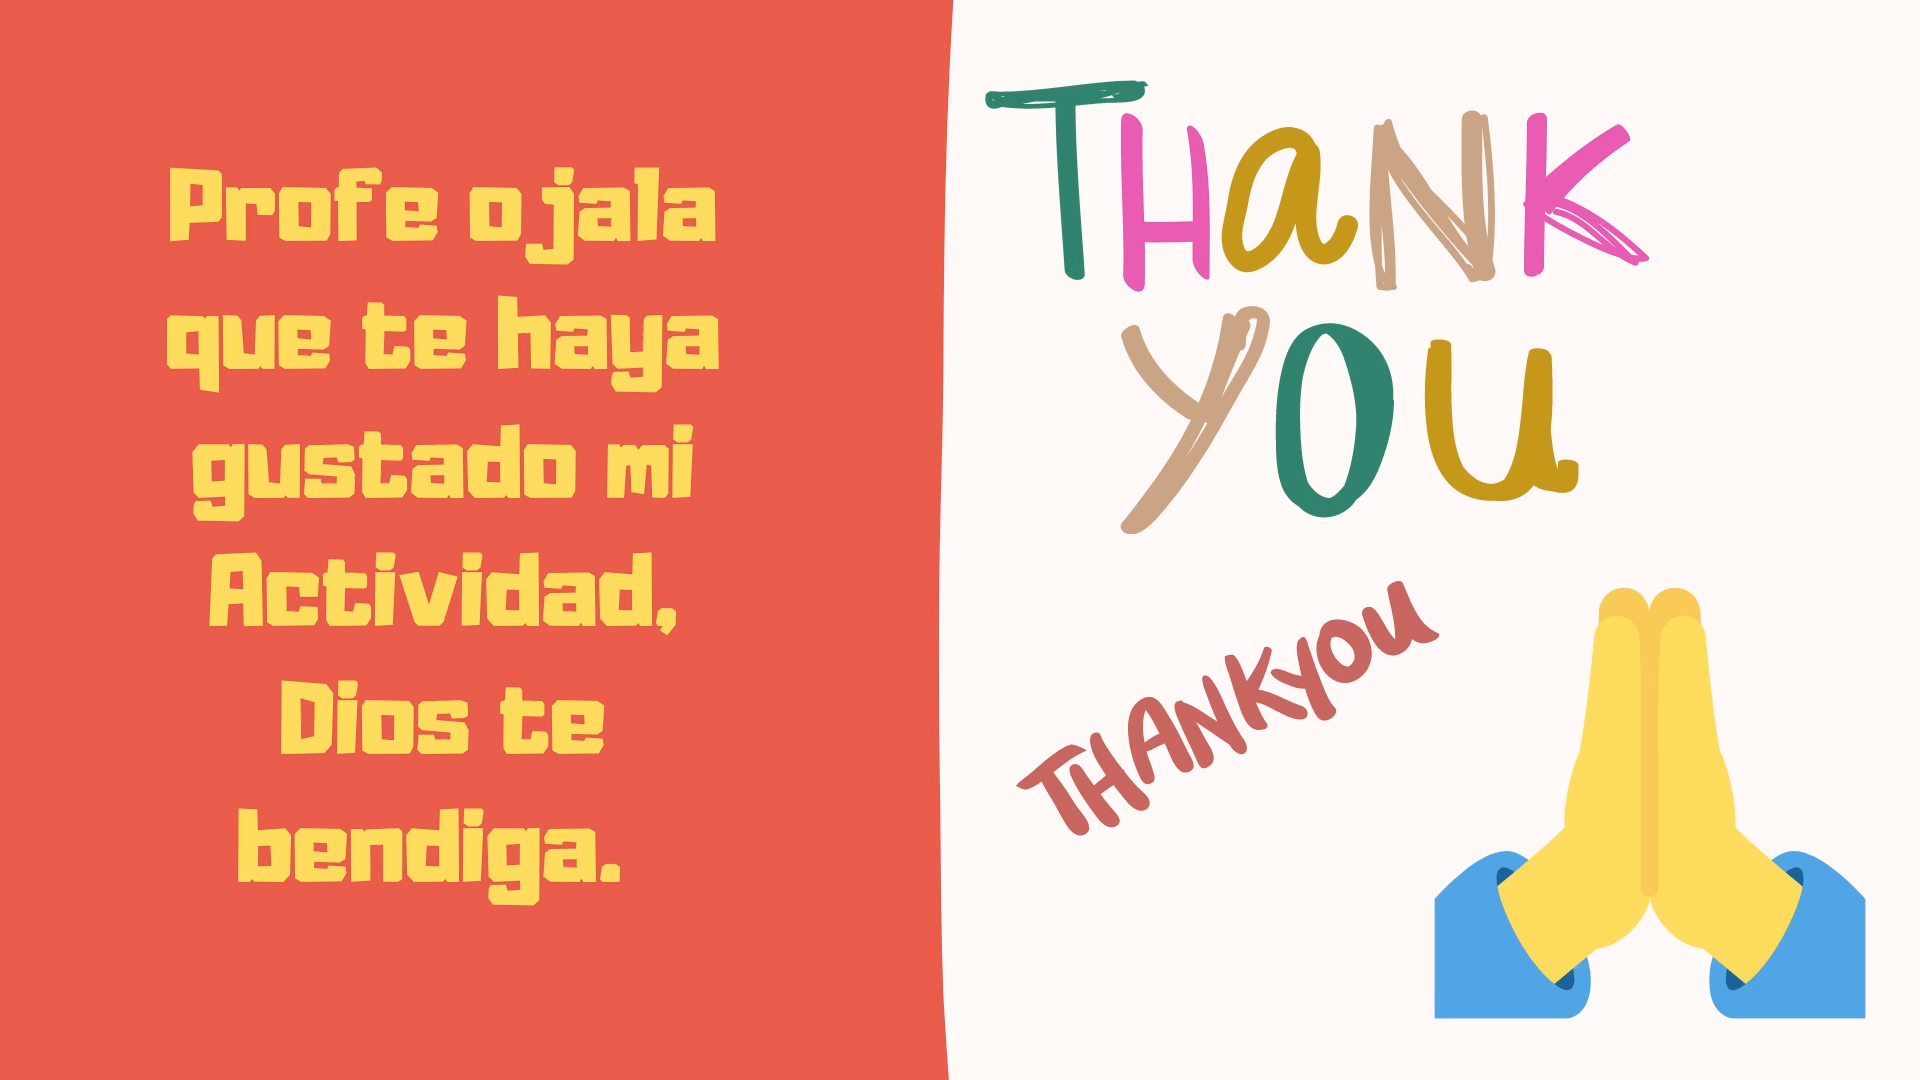 Profe ojala
que te haya
gustado mi
Actividad,
Dios te
bendiga.
THaNK
YOu
THANKYOU